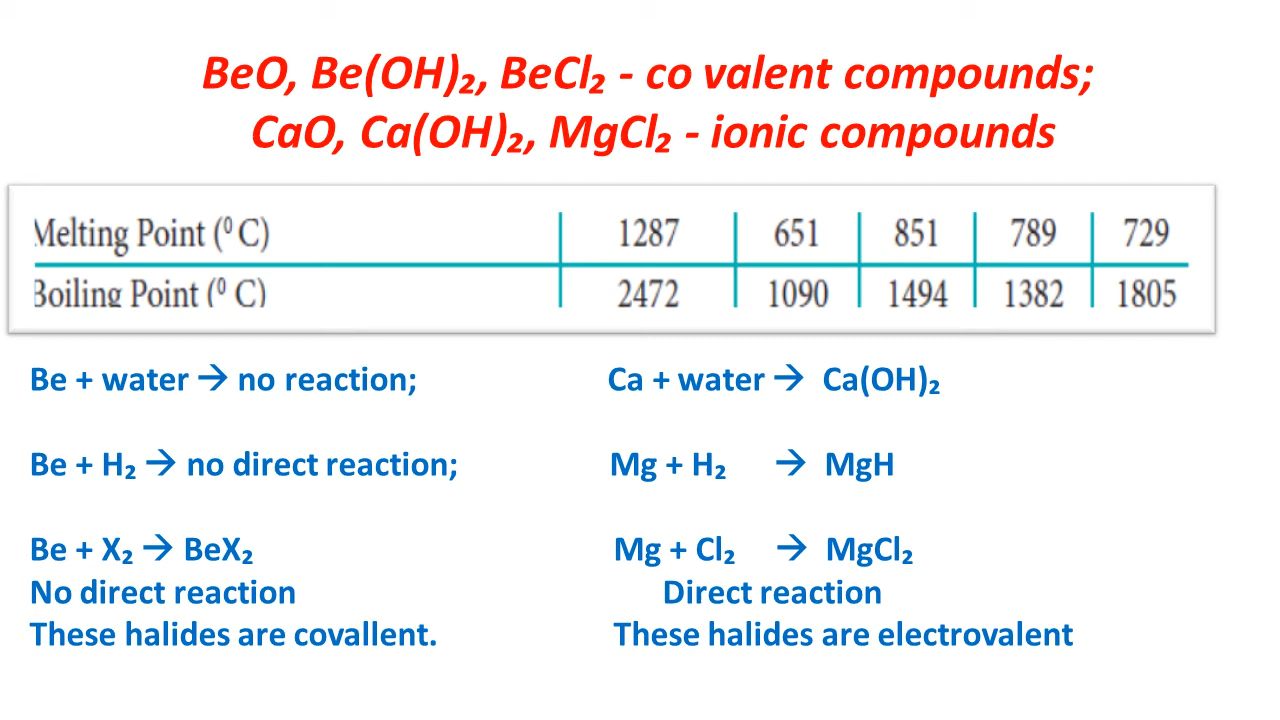 BeO, Be(OH)₂, BeCl₂ - co valent compounds;
CaO, Ca(OH)₂, MgCl₂ - ionic compounds
Melting Point (⁰ C) 1287 651 851 789 729
Boiling Point (⁰ C) 2472 1090 1494 1382 1805
Be + water → no reaction; Ca + water → Ca(OH)₂
Be + H₂ → no direct reaction; Mg + H₂ → MgH
Be + X₂ → BeX₂ Mg + Cl₂ → MgCl₂
No direct reaction Direct reaction
These halides are covallent. These halides are electrovalent